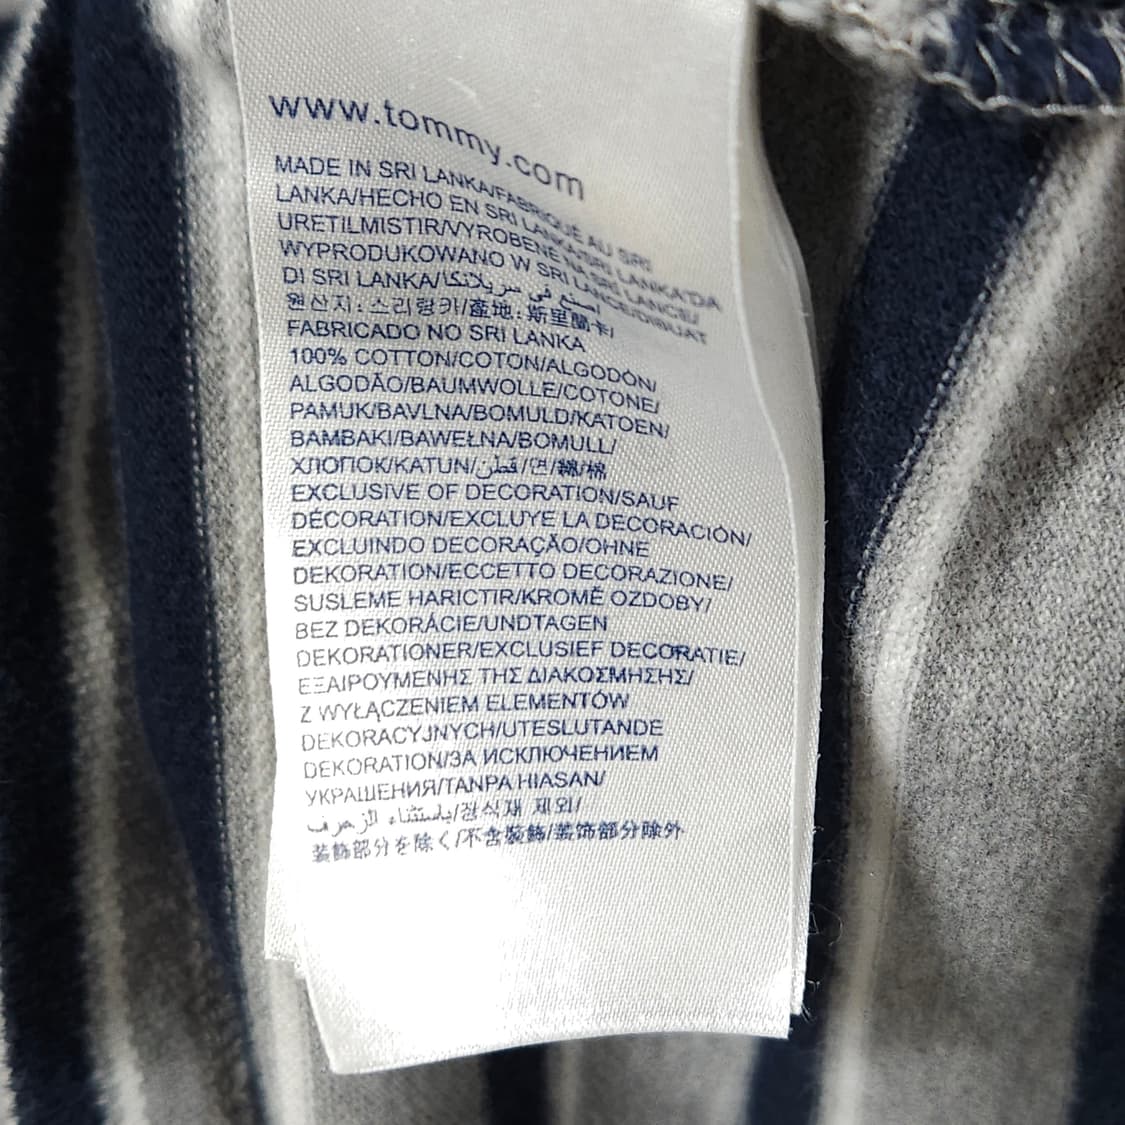 www.tommy.com
MADE IN SRI LANKA/FABRIQUÉ AU SRI
LANKA/HECHO EN SRI LANKA/SRI LANKA'DA
URETILMISTIR/VYROBENE NA SRI LANCE/
WYPRODUKOWANO W SRI LANCE/DIBUAT
DI SRI LANKA/صنع في سريلانكا
원산지:스리랑카/產地:斯里蘭卡/
FABRICADO NO SRI LANKA
100% COTTON/COTON/ALGODÓN/
ALGODÃO/BAUMWOLLE/COTONE/
PAMUK/BAVLNA/BOMULD/KATOEN/
BAMBAKI/BAWEŁNA/BOMULL/
ХЛОПОК/KATUN/قطن/면/綿/棉
EXCLUSIVE OF DECORATION/SAUF
DÉCORATION/EXCLUYE LA DECORACIÓN/
EXCLUINDO DECORAÇÃO/OHNE
DEKORATION/ECCETTO DECORAZIONE/
SUSLEME HARICTIR/KROMĚ OZDOBY/
BEZ DEKORÁCIE/UNDTAGEN
DEKORATIONER/EXCLUSIEF DECORATIE/
ΕΞΑΙΡΟΥΜΕΝΗΣ ΤΗΣ ΔΙΑΚΟΣΜΗΣΗΣ/
Z WYŁĄCZENIEM ELEMENTÓW
DEKORACYJNYCH/UTESLUTANDE
DEKORATION/ЗА ИСКЛЮЧЕНИЕМ
УКРАШЕНИЯ/TANPA HIASAN/
باستثناء الزخرف/장식재 제외/
装飾部分を除く/不含裝飾/装饰部分除外